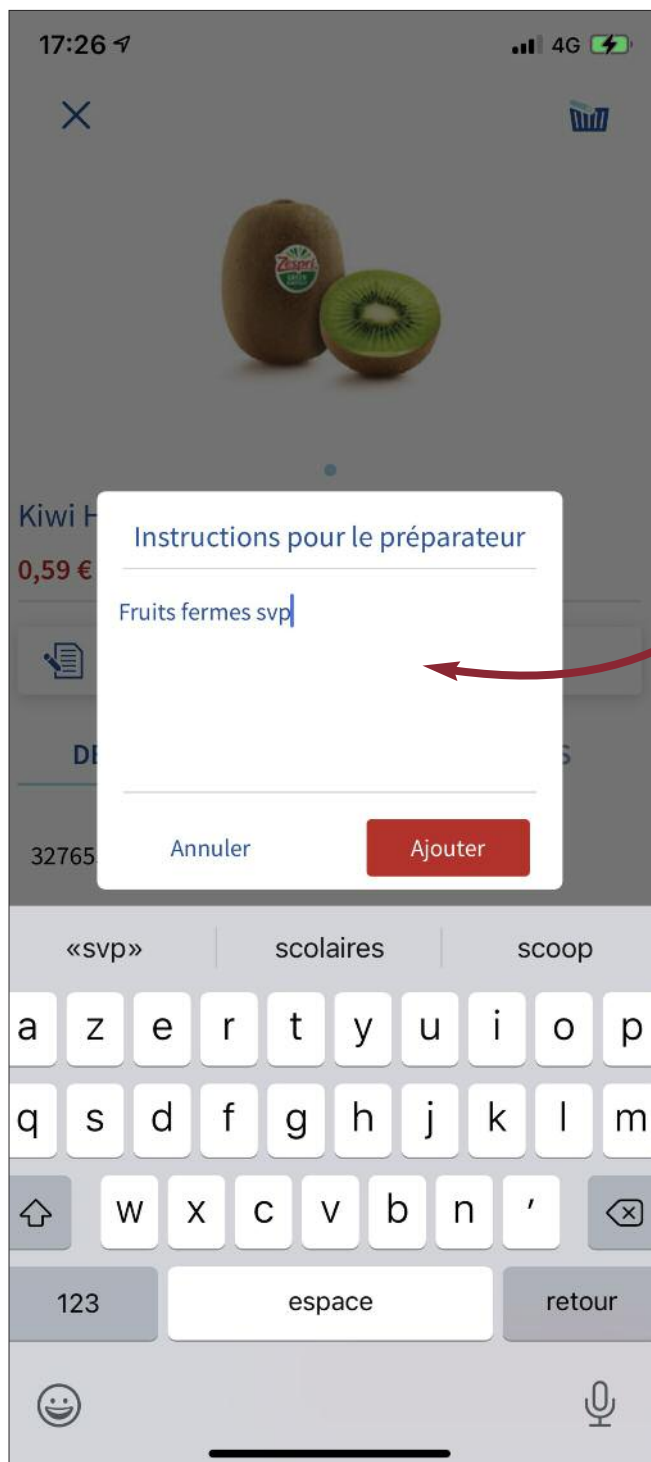 17:26
4G
Zespri
GREEN
Kiwi H
0,59 €
Instructions pour le préparateur
Fruits fermes svp
DE
S
32765
Annuler
Ajouter
«svp» scolaires scoop
a z e r t y u i o p
q s d f g h j k l m
w x c v b n ′
123 espace retour